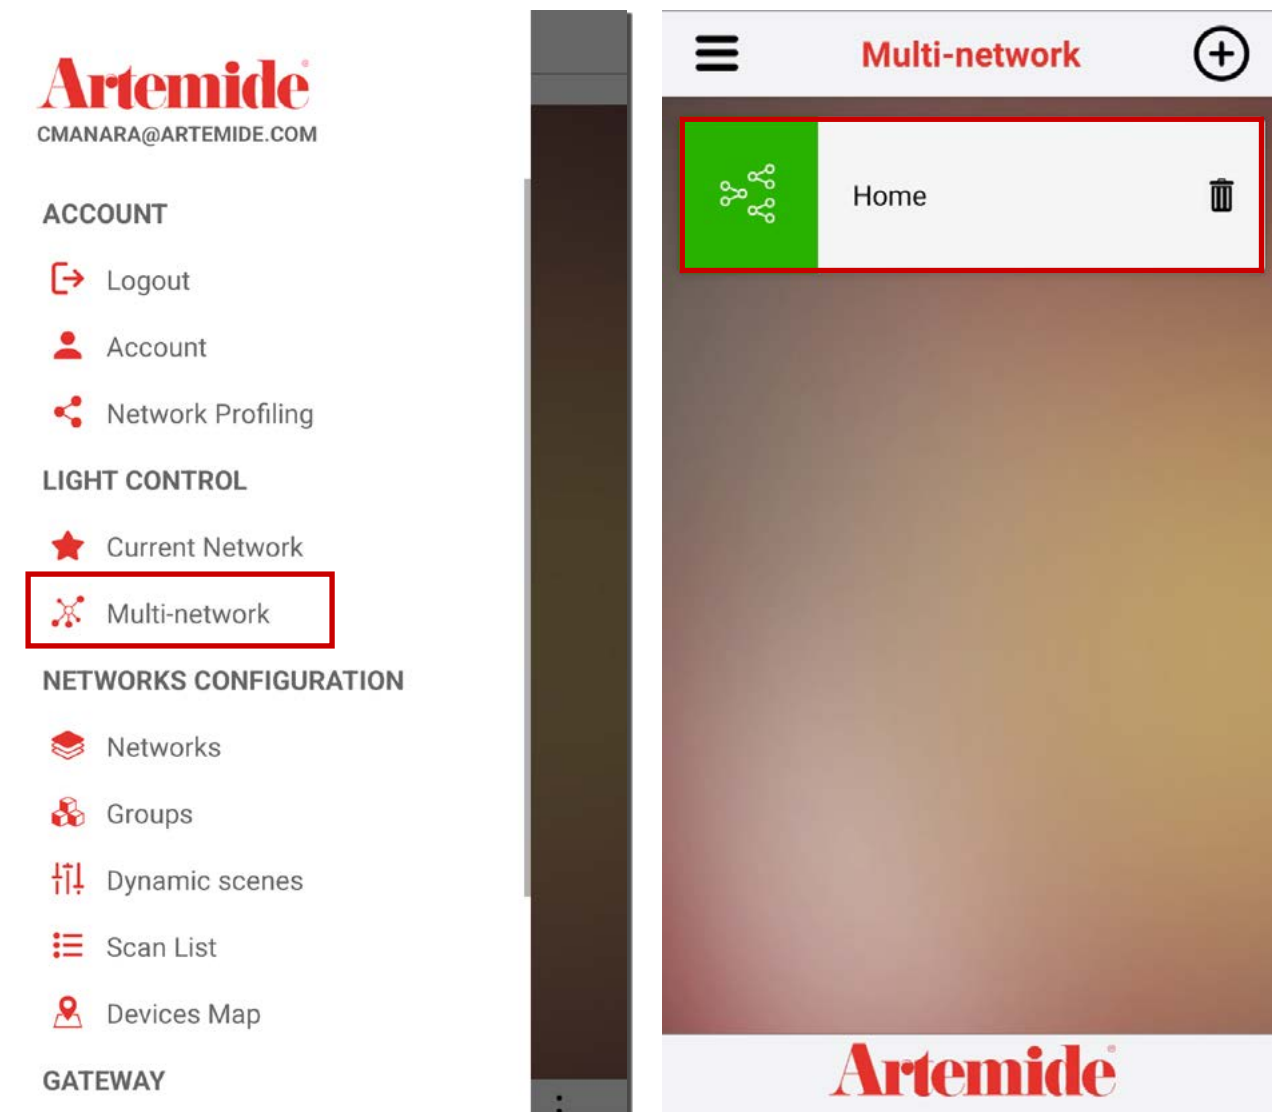 Artemide
CMANARA@ARTEMIDE.COM
ACCOUNT
Logout
Account
Network Profiling
LIGHT CONTROL
Current Network
Multi-network
NETWORKS CONFIGURATION
Networks
Groups
Dynamic scenes
Scan List
Devices Map
GATEWAY
Multi-network
Home
Artemide